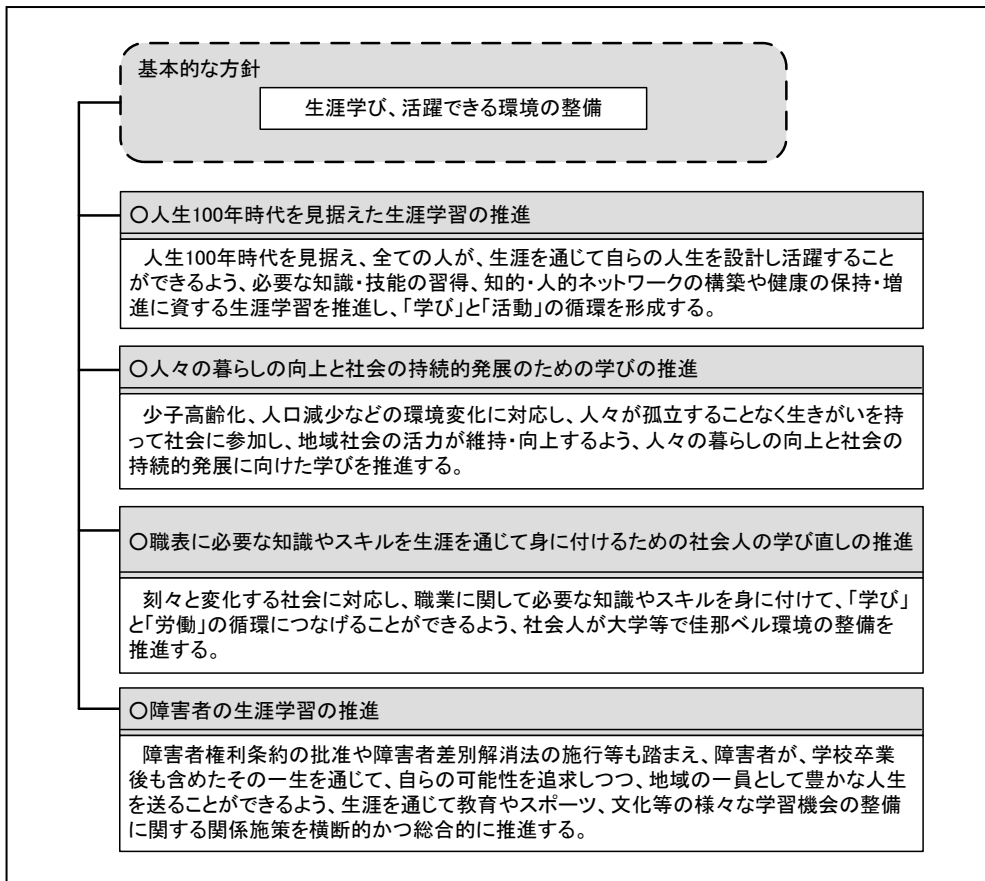 基本的な方針
生涯学び、活躍できる環境の整備
○人生100年時代を見据えた生涯学習の推進
人生100年時代を見据え、全ての人が、生涯を通じて自らの人生を設計し活躍すること
ができるよう、必要な知識・技能の習得、知的・人的ネットワークの構築や健康の保持・増
進に資する生涯学習を推進し、「学び」と「活動」の循環を形成する。
○人々の暮らしの向上と社会の持続的発展のための学びの推進
少子高齢化、人口減少などの環境変化に対応し、人々が孤立することなく生きがいを持
って社会に参加し、地域社会の活力が維持・向上するよう、人々の暮らしの向上と社会の
持続的発展に向けた学びを推進する。
○職表に必要な知識やスキルを生涯を通じて身に付けるための社会人の学び直しの推進
刻々と変化する社会に対応し、職業に関して必要な知識やスキルを身に付けて、「学び」
と「労働」の循環につなげることができるよう、社会人が大学等で佳那ベル環境の整備を
推進する。
○障害者の生涯学習の推進
障害者権利条約の批准や障害者差別解消法の施行等も踏まえ、障害者が、学校卒業
後も含めたその一生を通じて、自らの可能性を追求しつつ、地域の一員として豊かな人生
を送ることができるよう、生涯を通じて教育やスポーツ、文化等の様々な学習機会の整備
に関する関係施策を横断的かつ総合的に推進する。